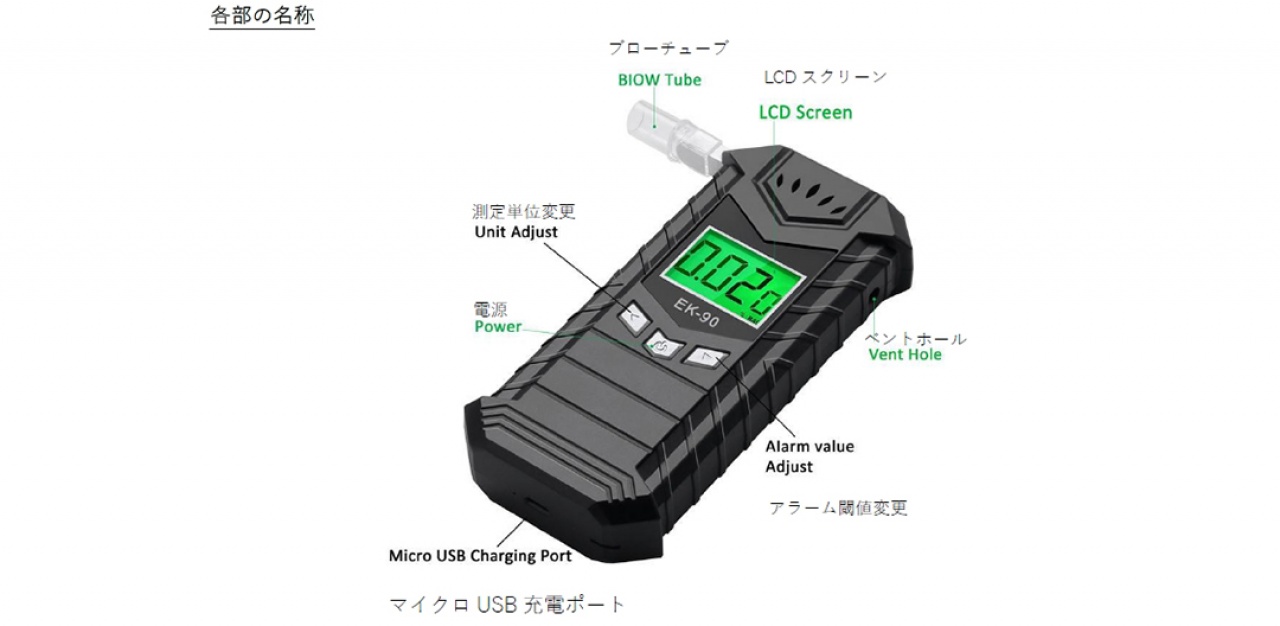 各部の名称
ブローチューブ
BIOW Tube
LCD スクリーン
LCD Screen
測定単位変更
Unit Adjust
電源
Power
0.020
EK-90
ベントホール
Vent Hole
Alarm value
Adjust
アラーム閾値変更
Micro USB Charging Port
マイクロ USB 充電ポート